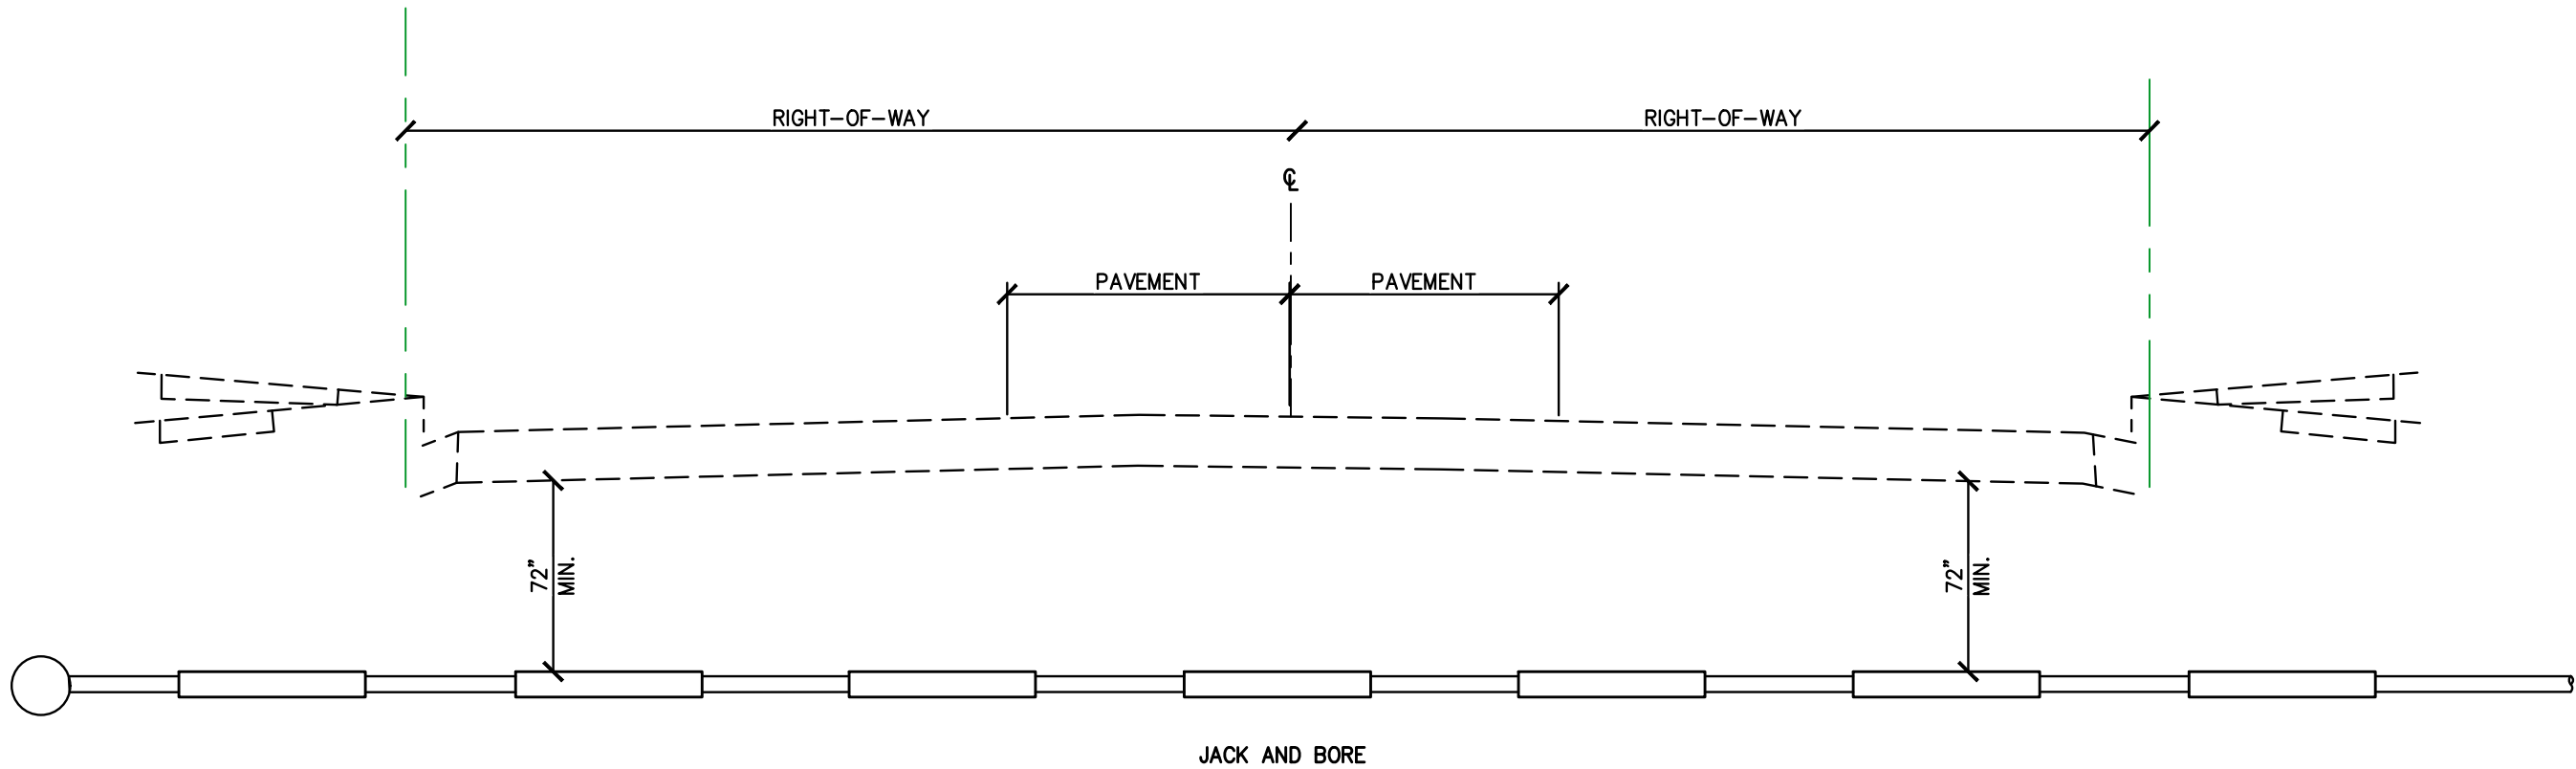 RIGHT-OF-WAY RIGHT-OF-WAY
℄
PAVEMENT PAVEMENT
72"
MIN.
72"
MIN.
JACK AND BORE